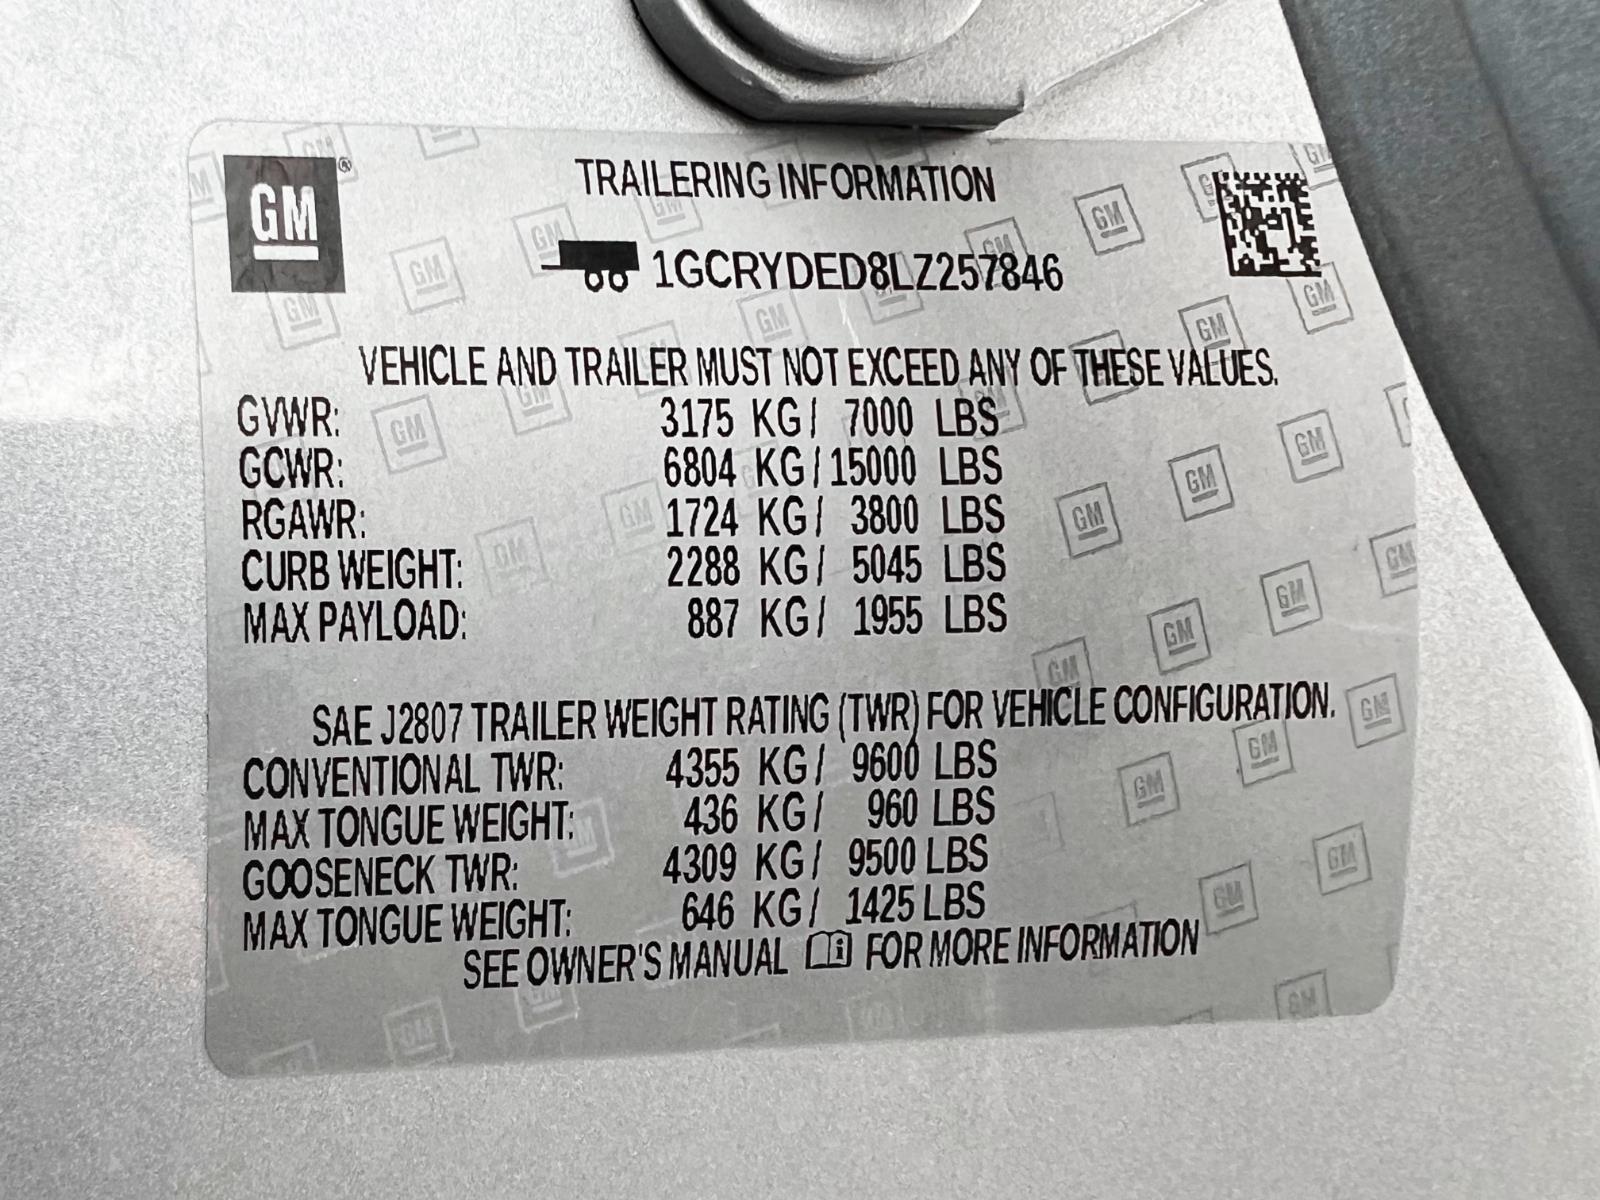 GM®
TRAILERING INFORMATION
1GCRYDED8LZ257846
VEHICLE AND TRAILER MUST NOT EXCEED ANY OF THESE VALUES.
GVWR: 3175 KG/ 7000 LBS
GCWR: 6804 KG/15000 LBS
RGAWR: 1724 KG/ 3800 LBS
CURB WEIGHT: 2288 KG/ 5045 LBS
MAX PAYLOAD: 887 KG/ 1955 LBS
SAE J2807 TRAILER WEIGHT RATING (TWR) FOR VEHICLE CONFIGURATION.
CONVENTIONAL TWR: 4355 KG/ 9600 LBS
MAX TONGUE WEIGHT: 436 KG/ 960 LBS
GOOSENECK TWR: 4309 KG/ 9500 LBS
MAX TONGUE WEIGHT: 646 KG/ 1425 LBS
SEE OWNER'S MANUAL FOR MORE INFORMATION